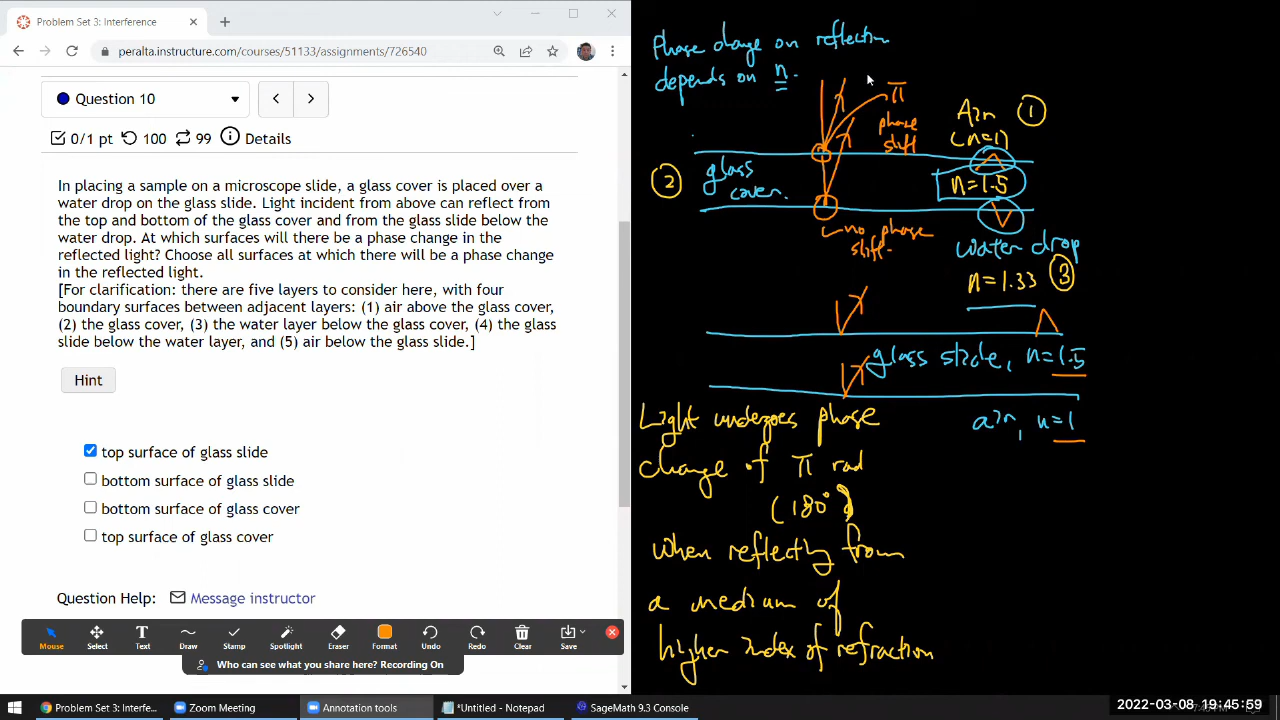 Problem Set 3: Interference
peralta.instructure.com/courses/51133/assignments/726540
Question 10
0/1 pt 100 99 Details
In placing a sample on a microscope slide, a glass cover is placed over a
water drop on the glass slide. Light incident from above can reflect from
the top end bottom of the glass cover and from the glass slide below the
water drop. At which surfaces will there be a phase change in the
reflected light? Choose all surfaces at which there will be a phase change
in the reflected light.
[For clarification: there are five layers to consider here, with four
boundary surfaces between adjacent layers: (1) air above the glass cover,
(2) the glass cover, (3) the water layer below the glass cover, (4) the glass
slide below the water layer, and (5) air below the glass slide.]
Hint
top surface of glass slide
bottom surface of glass slide
bottom surface of glass cover
top surface of glass cover
Question Help: Message instructor
Mouse Select Text Draw Stamp Spotlight Eraser Format Undo Redo Clear Save
Who can see what you share here? Recording On
Phase change on reflection
depends on n.
π
phase
shift
Air 1
(n=1)
2
glass
cover.
n=1.5
no phase
shift.
water drop
n=1.33 3
glass slide, n=1.5
air, n=1
Light undergoes phase
change of π rad
(180°)
when reflecting from
a medium of
higher index of refraction
Problem Set 3: Interfe...
Zoom Meeting
Annotation tools
*Untitled - Notepad
SageMath 9.3 Console
2022-03-08 19:45:59